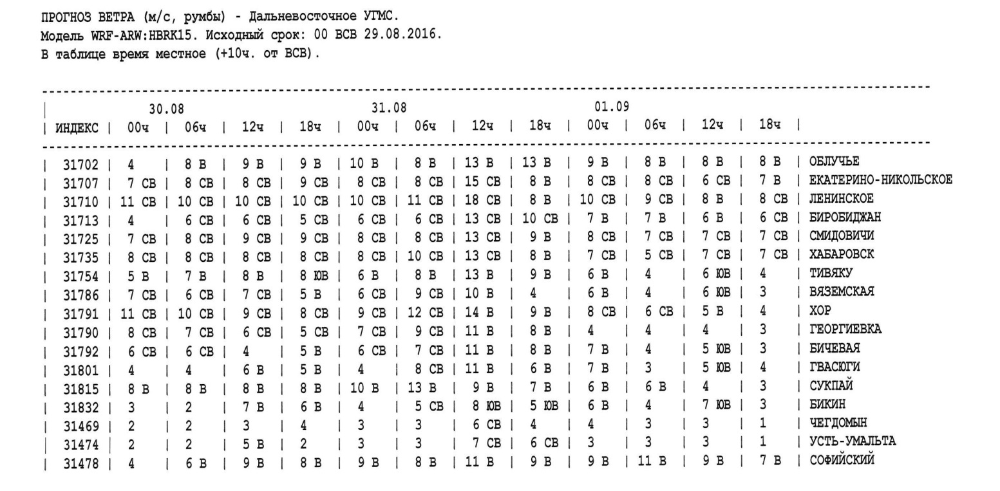 ПРОГНОЗ ВЕТРА (м/с, румбы) - Дальневосточное УГМС.
Модель WRF-ARW:HBRK15. Исходный срок: 00 ВСВ 29.08.2016.
В таблице время местное (+10ч. от ВСВ).
| 30.08 31.08 01.09
| ИНДЕКС | 00ч | 06ч | 12ч | 18ч | 00ч | 06ч | 12ч | 18ч | 00ч | 06ч | 12ч | 18ч |
| 31702 | 4 | 8 В | 9 В | 9 В | 10 В | 8 В | 13 В | 13 В | 9 В | 8 В | 8 В | 8 В | ОБЛУЧЬЕ
| 31707 | 7 СВ | 8 СВ | 8 СВ | 9 СВ | 8 СВ | 8 СВ | 15 СВ | 8 В | 8 СВ | 8 СВ | 6 СВ | 7 В | ЕКАТЕРИНО-НИКОЛЬСКОЕ
| 31710 | 11 СВ | 10 СВ | 10 СВ | 10 СВ | 10 СВ | 11 СВ | 18 СВ | 8 В | 10 СВ | 9 СВ | 8 В | 8 СВ | ЛЕНИНСКОЕ
| 31713 | 4 | 6 СВ | 6 СВ | 5 СВ | 6 СВ | 6 СВ | 13 СВ | 10 СВ | 7 В | 7 В | 6 В | 6 СВ | БИРОБИДЖАН
| 31725 | 7 СВ | 8 СВ | 9 СВ | 9 СВ | 8 СВ | 8 СВ | 13 СВ | 9 В | 8 СВ | 7 СВ | 7 СВ | 7 СВ | СМИДОВИЧИ
| 31735 | 8 СВ | 8 СВ | 8 СВ | 8 СВ | 8 СВ | 10 СВ | 13 СВ | 8 В | 7 СВ | 5 СВ | 7 СВ | 7 СВ | ХАБАРОВСК
| 31754 | 5 В | 7 В | 8 В | 8 ЮВ | 6 В | 8 В | 13 В | 9 В | 6 В | 4 | 6 ЮВ | 4 | ТИВЯКУ
| 31786 | 7 СВ | 6 СВ | 7 СВ | 5 В | 6 СВ | 9 СВ | 10 В | 4 | 6 В | 4 | 6 ЮВ | 3 | ВЯЗЕМСКАЯ
| 31791 | 11 СВ | 10 СВ | 9 СВ | 8 СВ | 9 СВ | 12 СВ | 14 В | 9 В | 8 СВ | 6 СВ | 5 В | 4 | ХОР
| 31790 | 8 СВ | 7 СВ | 6 СВ | 5 СВ | 7 СВ | 9 СВ | 11 В | 8 В | 4 | 4 | 4 | 3 | ГЕОРГИЕВКА
| 31792 | 6 СВ | 6 СВ | 4 | 5 В | 6 СВ | 7 СВ | 11 В | 8 В | 7 В | 4 | 5 ЮВ | 3 | БИЧЕВАЯ
| 31801 | 4 | 4 | 6 В | 5 В | 4 | 8 СВ | 11 В | 6 В | 7 В | 3 | 5 ЮВ | 4 | ГВАСЮГИ
| 31815 | 8 В | 8 В | 8 В | 8 В | 10 В | 13 В | 9 В | 7 В | 6 В | 6 В | 4 | 3 | СУКПАЙ
| 31832 | 3 | 2 | 7 В | 6 В | 4 | 5 СВ | 8 ЮВ | 5 ЮВ | 6 В | 4 | 7 ЮВ | 3 | БИКИН
| 31469 | 2 | 2 | 3 | 4 | 3 | 3 | 6 СВ | 4 | 4 | 3 | 3 | 1 | ЧЕГДОМЫН
| 31474 | 2 | 2 | 5 В | 2 | 3 | 3 | 7 СВ | 6 СВ | 3 | 3 | 3 | 1 | УСТЬ-УМАЛЬТА
| 31478 | 4 | 6 В | 9 В | 8 В | 9 В | 8 В | 11 В | 9 В | 9 В | 11 В | 9 В | 7 В | СОФИЙСКИЙ